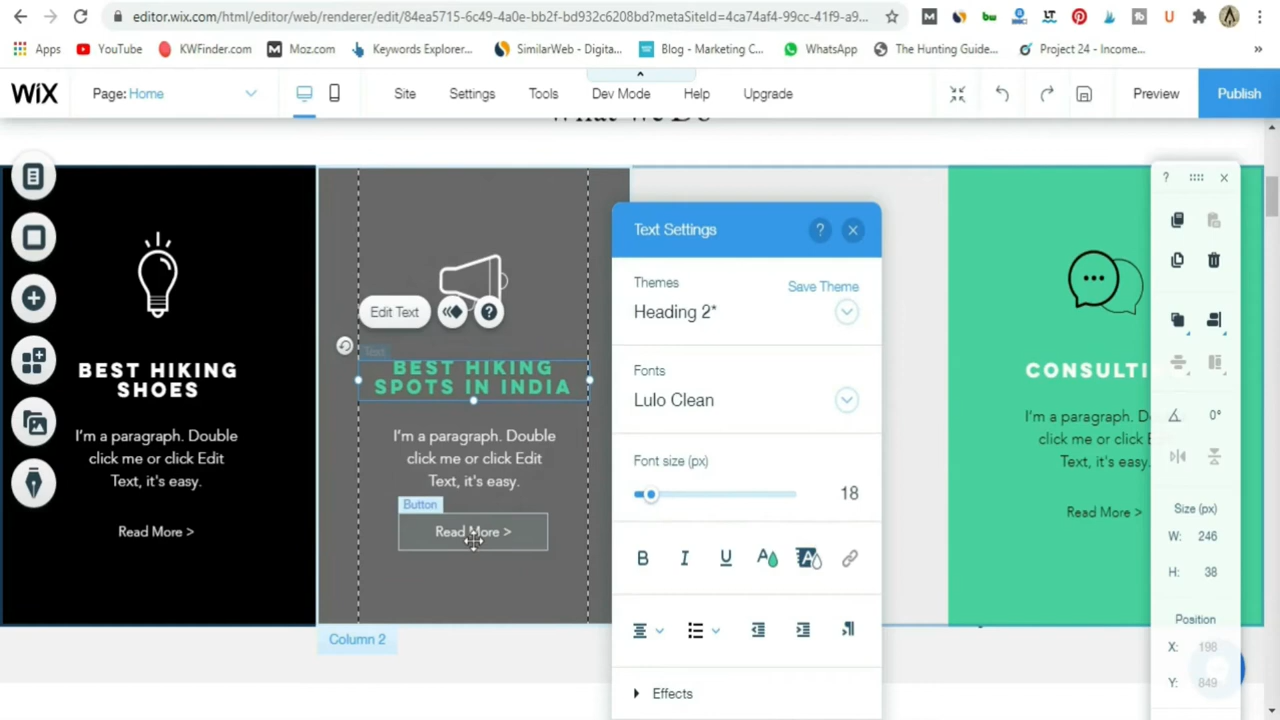 editor.wix.com/html/editor/web/renderer/edit/84ea5715-6c49-4a0e-bb2f-bd932c6208bd?metaSiteId=4ca74af4-99cc-41f9-a9...
Apps YouTube KWFinder.com Moz.com Keywords Explorer... SimilarWeb - Digita... Blog - Marketing C... WhatsApp The Hunting Guide... Project 24 - Income... »
WiX Page: Home Site Settings Tools Dev Mode Help Upgrade Preview Publish
What We Do
Text Settings ? ×
Themes Save Theme
Heading 2*
Fonts
Lulo Clean
Font size (px)
18
B I U A A
Effects
BEST HIKING
SHOES
I'm a paragraph. Double
click me or click Edit
Text, it's easy.
Read More >
Edit Text ?
Text
BEST HIKING
SPOTS IN INDIA
I'm a paragraph. Double
click me or click Edit
Text, it's easy.
Button
Read More >
Column 2
CONSULTI
I'm a paragraph.
click me or click E
Text, it's easy.
Read More >
? ×
0°
Size (px)
W: 246
H: 38
Position
X: 198
Y: 849